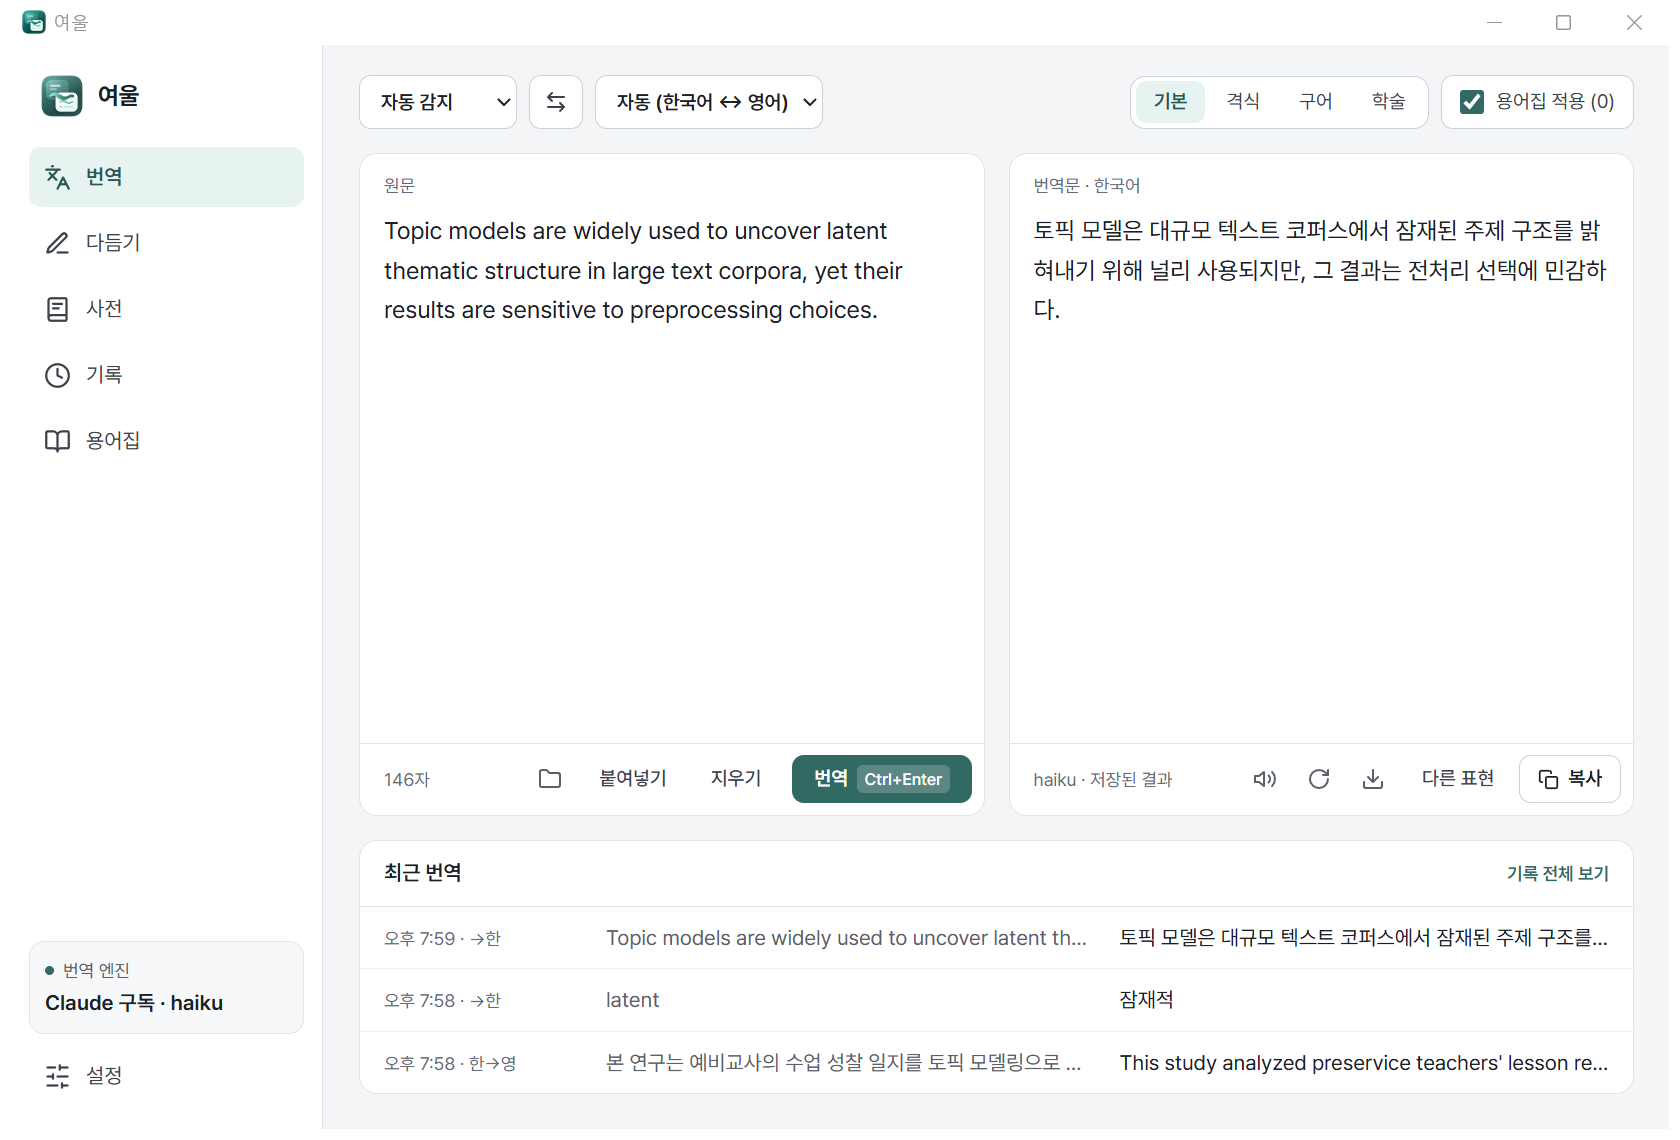 여울
여울
번역
다듬기
사전
기록
용어집
번역 엔진
Claude 구독 · haiku
설정
자동 감지
자동 (한국어 ↔ 영어)
기본 격식 구어 학술
용어집 적용 (0)
원문
Topic models are widely used to uncover latent
thematic structure in large text corpora, yet their
results are sensitive to preprocessing choices.
146자 붙여넣기 지우기 번역 Ctrl+Enter
번역문 · 한국어
토픽 모델은 대규모 텍스트 코퍼스에서 잠재된 주제 구조를 밝
혀내기 위해 널리 사용되지만, 그 결과는 전처리 선택에 민감하
다.
haiku · 저장된 결과 다른 표현 복사
최근 번역 기록 전체 보기
오후 7:59 · →한 Topic models are widely used to uncover latent th... 토픽 모델은 대규모 텍스트 코퍼스에서 잠재된 주제 구조를...
오후 7:58 · →한 latent 잠재적
오후 7:58 · 한→영 본 연구는 예비교사의 수업 성찰 일지를 토픽 모델링으로 ... This study analyzed preservice teachers' lesson re...